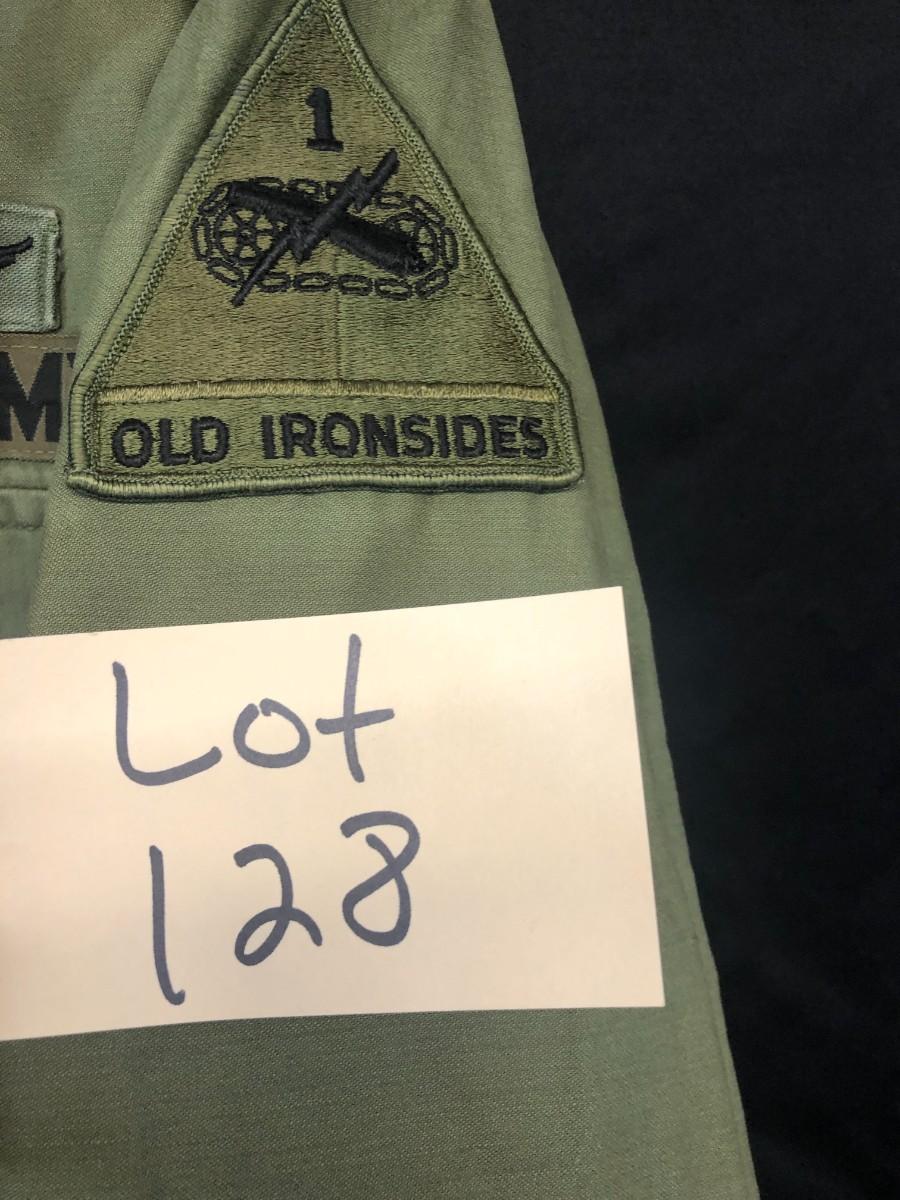 1
OLD IRONSIDES
Lot
128